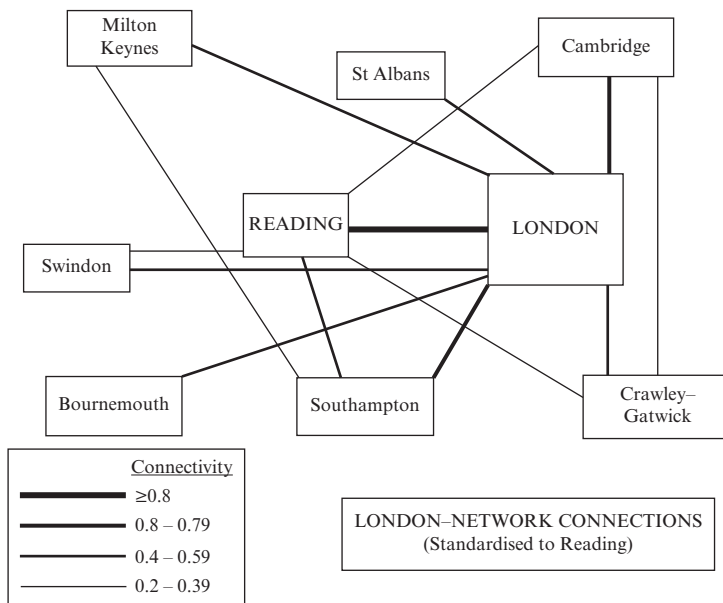 Milton
Keynes
St Albans
Cambridge
READING
LONDON
Swindon
Bournemouth
Southampton
Crawley–
Gatwick
Connectivity
≥0.8
0.8 – 0.79
0.4 – 0.59
0.2 – 0.39
LONDON–NETWORK CONNECTIONS
(Standardised to Reading)